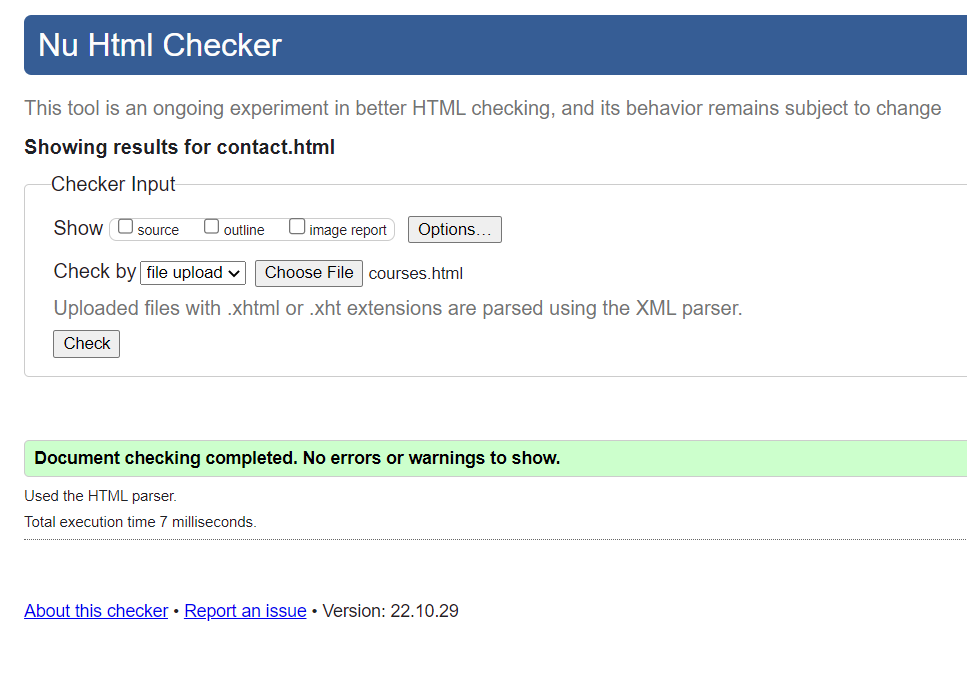 Nu Html Checker
This tool is an ongoing experiment in better HTML checking, and its behavior remains subject to change
Showing results for contact.html
Checker Input
Show source outline image report Options…
Check by file upload Choose File courses.html
Uploaded files with .xhtml or .xht extensions are parsed using the XML parser.
Check
Document checking completed. No errors or warnings to show.
Used the HTML parser.
Total execution time 7 milliseconds.
About this checker • Report an issue • Version: 22.10.29